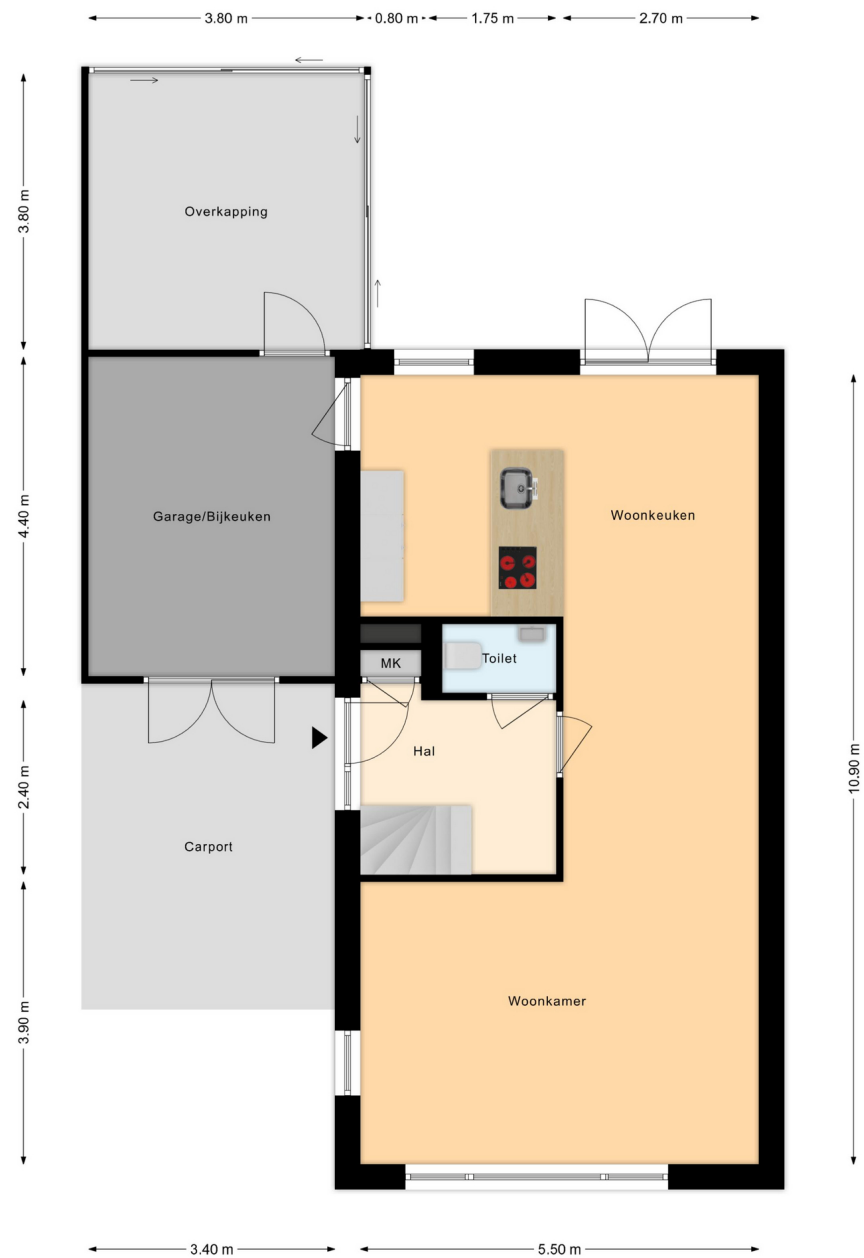 3.80 m
0.80 m
1.75 m
2.70 m
3.80 m
Overkapping
4.40 m
Garage/Bijkeuken
Woonkeuken
MK
Toilet
Hal
2.40 m
10.90 m
Carport
Woonkamer
3.90 m
3.40 m
5.50 m